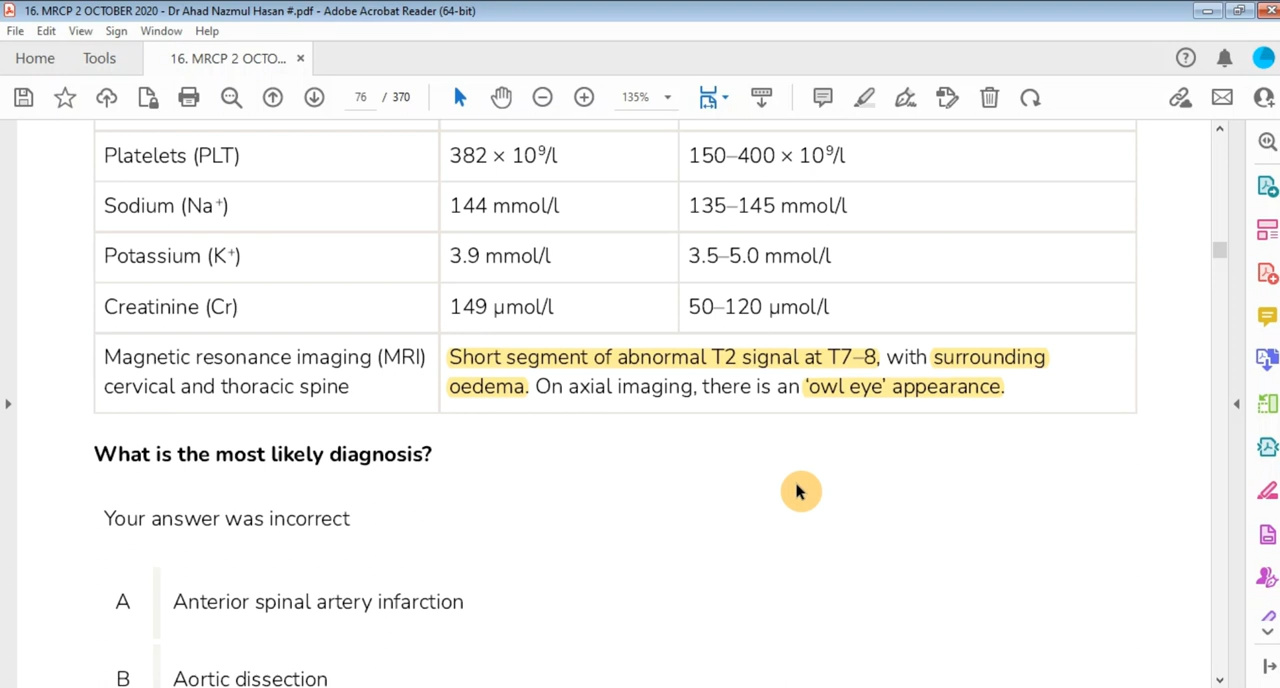 16. MRCP 2 OCTOBER 2020 - Dr Ahad Nazmul Hasan #.pdf - Adobe Acrobat Reader (64-bit)
File Edit View Sign Window Help
Home Tools 16. MRCP 2 OCTO... ×
76 / 370 135%
Platelets (PLT) 382 × 10⁹/l 150–400 × 10⁹/l
Sodium (Na⁺) 144 mmol/l 135–145 mmol/l
Potassium (K⁺) 3.9 mmol/l 3.5–5.0 mmol/l
Creatinine (Cr) 149 µmol/l 50–120 µmol/l
Magnetic resonance imaging (MRI) Short segment of abnormal T2 signal at T7–8, with surrounding
cervical and thoracic spine oedema. On axial imaging, there is an ‘owl eye’ appearance.
What is the most likely diagnosis?
Your answer was incorrect
A Anterior spinal artery infarction
B Aortic dissection